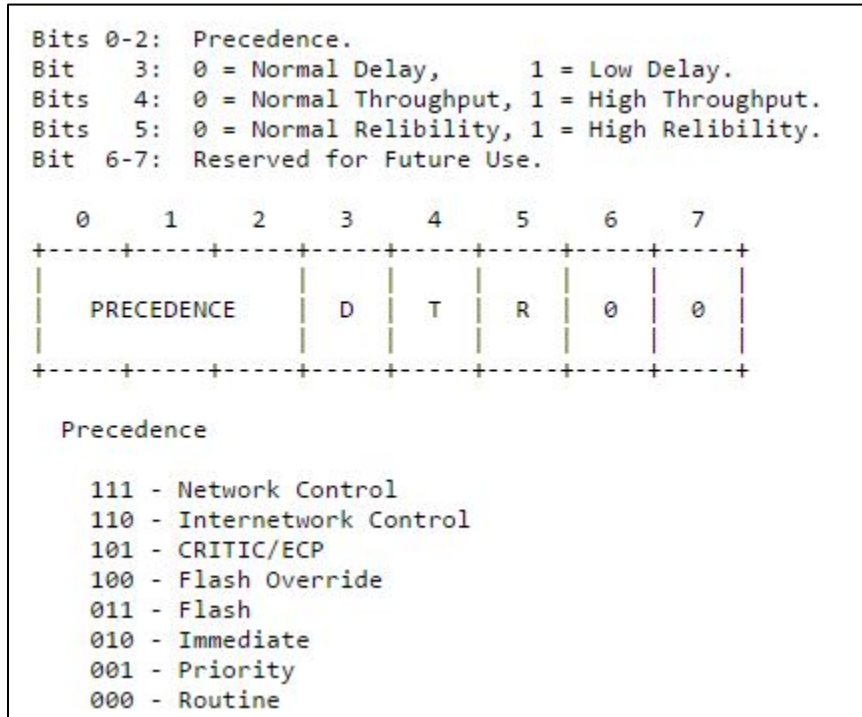 Bits 0-2:  Precedence.
Bit    3:  0 = Normal Delay,      1 = Low Delay.
Bits   4:  0 = Normal Throughput, 1 = High Throughput.
Bits   5:  0 = Normal Relibility, 1 = High Relibility.
Bit  6-7:  Reserved for Future Use.
0     1     2     3     4     5     6     7
PRECEDENCE     D     T     R     0     0
Precedence
111 - Network Control
110 - Internetwork Control
101 - CRITIC/ECP
100 - Flash Override
011 - Flash
010 - Immediate
001 - Priority
000 - Routine